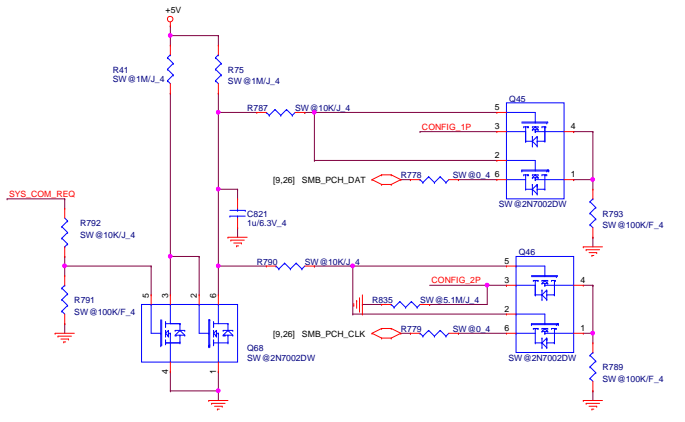 +5V
R41
SW@1M/J_4
R75
SW@1M/J_4
R787
SW@10K/J_4
Q45
5
CONFIG_1P
3
4
2
[9,26] SMB_PCH_DAT
R778
SW@0_4
6
1
SW@2N7002DW
SYS_COM_REQ
R792
SW@10K/J_4
C821
1u/6.3V_4
R793
SW@100K/F_4
R790
SW@10K/J_4
Q46
5
CONFIG_2P
3
4
R835
SW@5.1M/J_4
2
R791
SW@100K/F_4
5
3
2
6
[9,26] SMB_PCH_CLK
R779
SW@0_4
6
1
Q68
SW@2N7002DW
SW@2N7002DW
4
1
R789
SW@100K/F_4